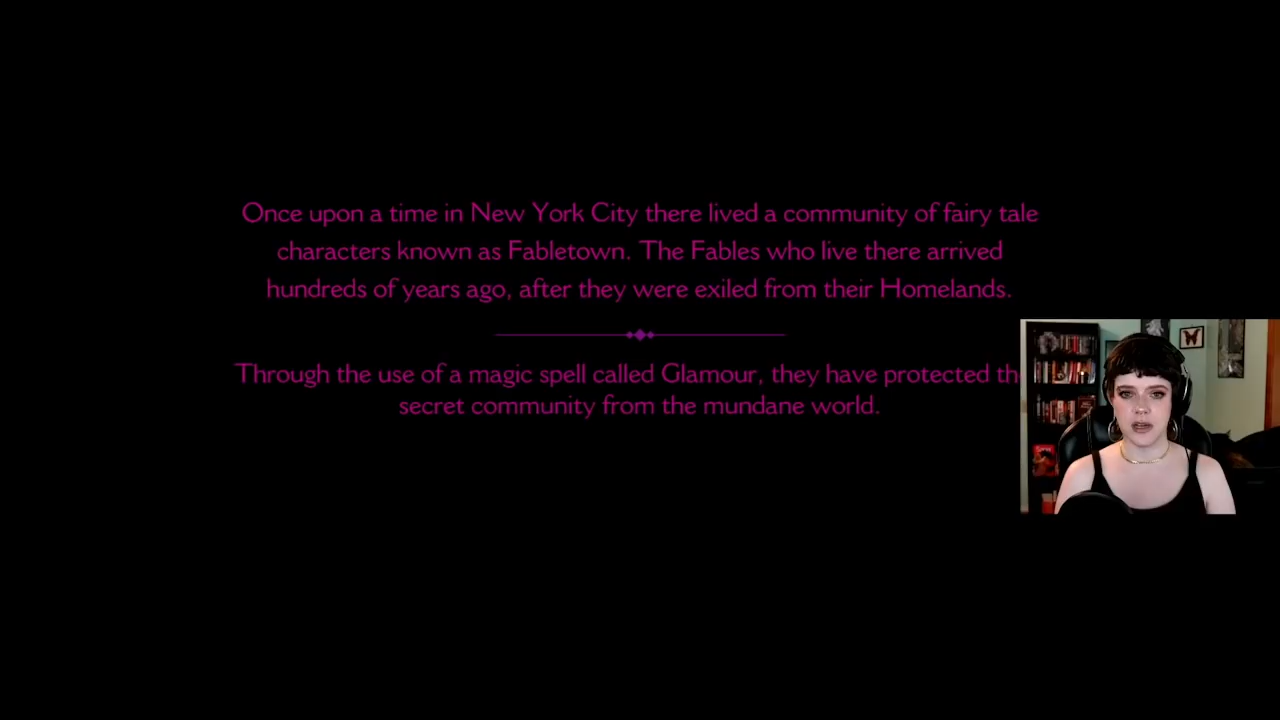 Once upon a time in New York City there lived a community of fairy tale
characters known as Fabletown. The Fables who live there arrived
hundreds of years ago, after they were exiled from their Homelands.
Through the use of a magic spell called Glamour, they have protected th
secret community from the mundane world.